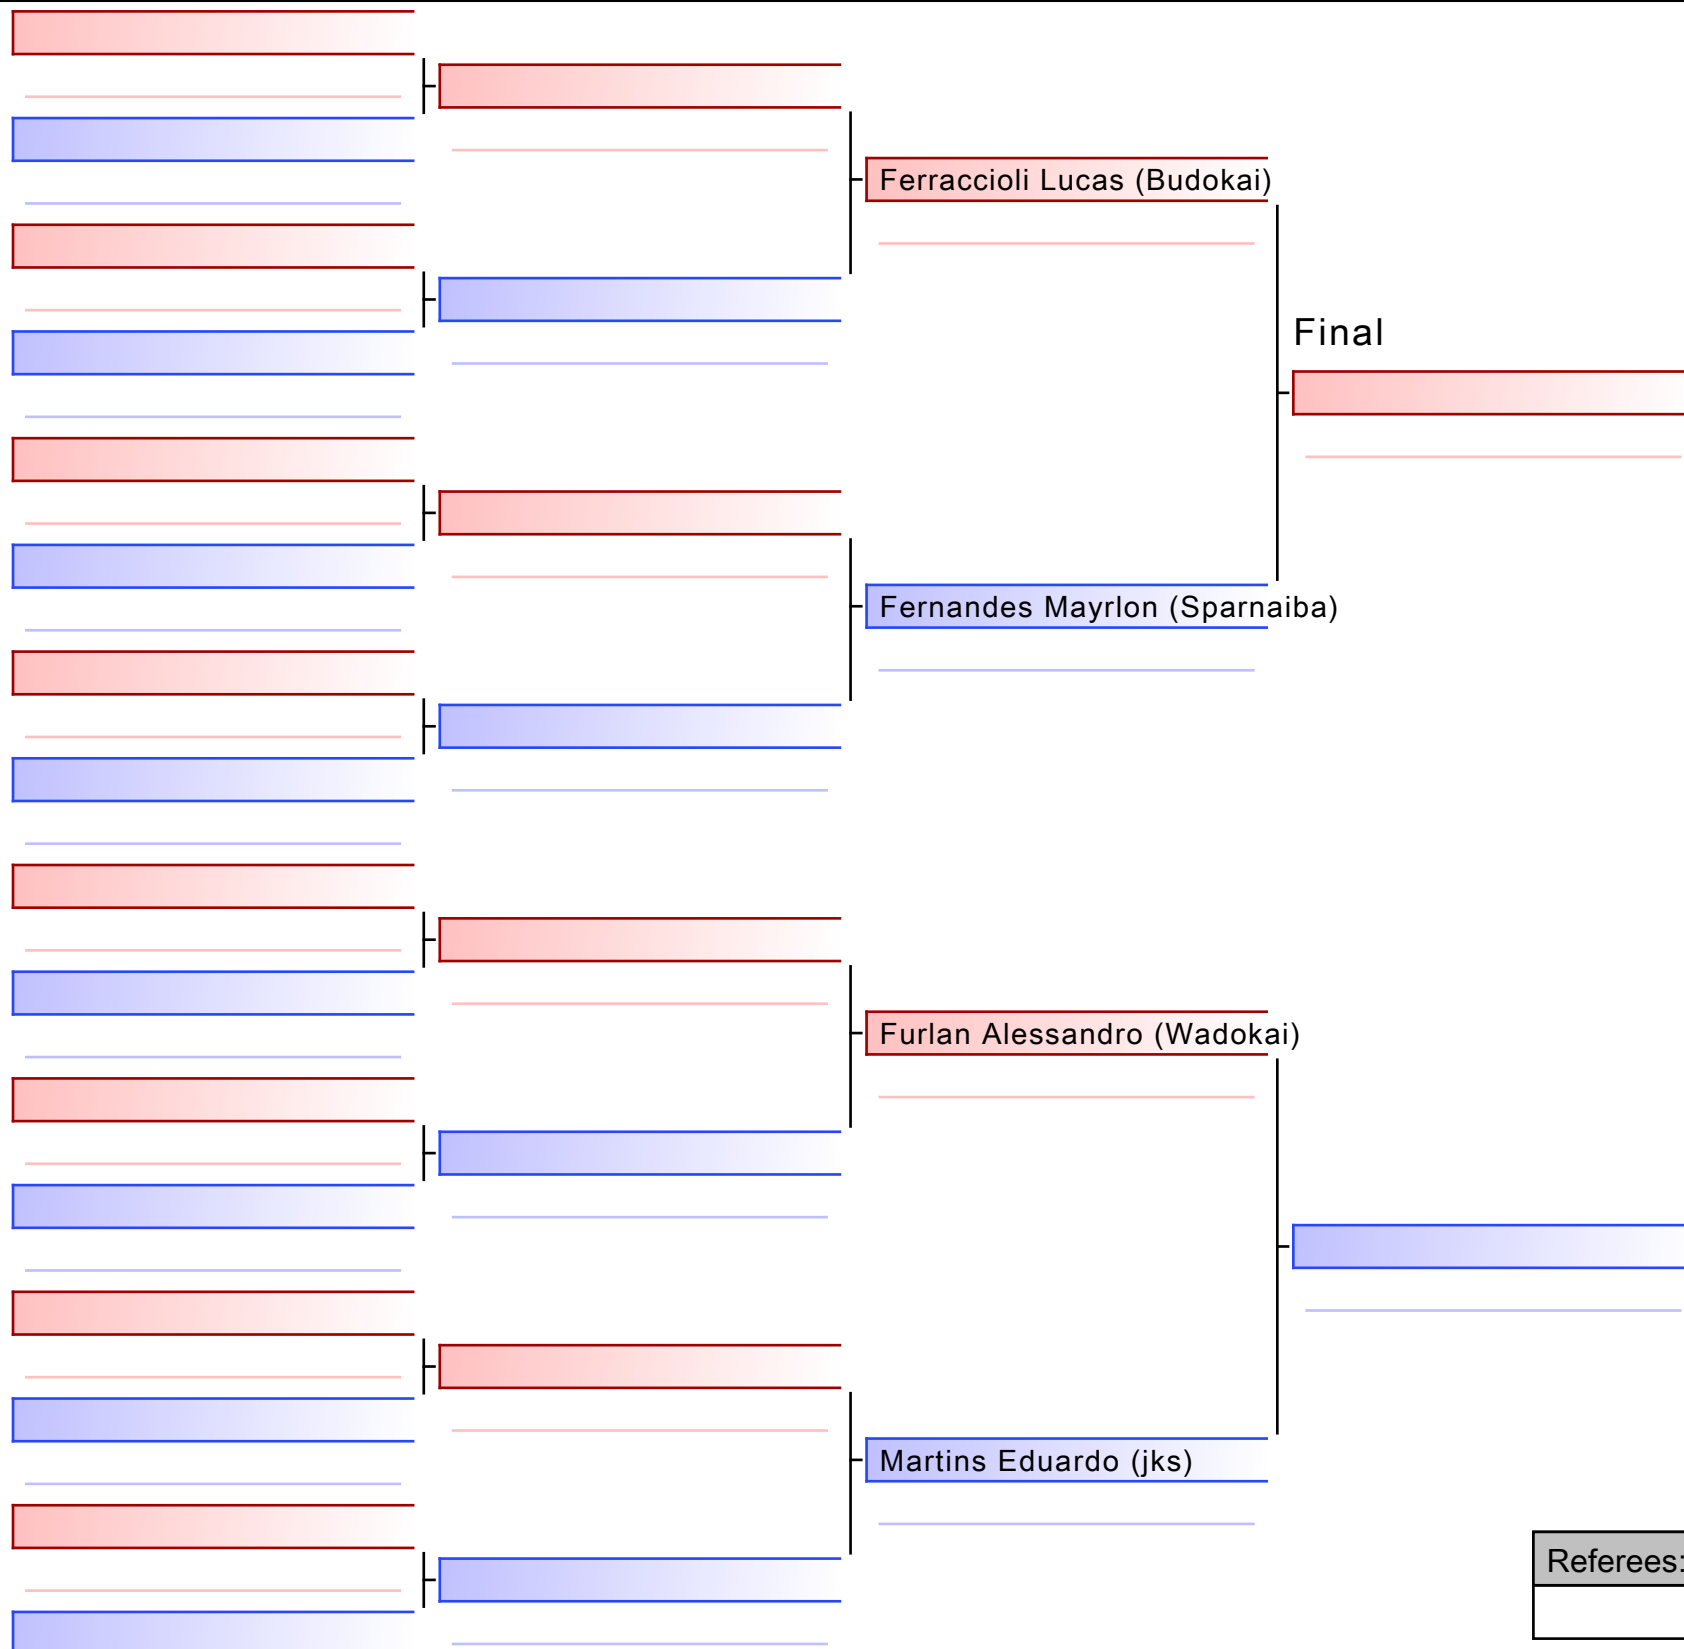 Ferraccioli Lucas (Budokai)
Final
Fernandes Mayrlon (Sparnaiba)
Furlan Alessandro (Wadokai)
Martins Eduardo (jks)
Referees: